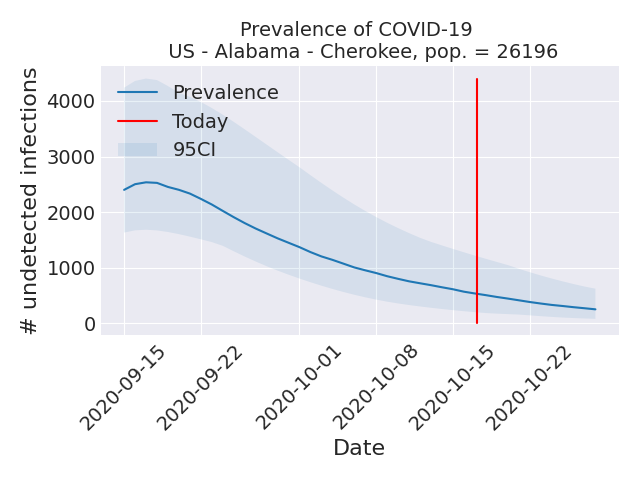 Prevalence of COVID-19
US - Alabama - Cherokee, pop. = 26196
# undetected infections
4000
3000
2000
1000
0
Prevalence
Today
95CI
2020-09-15
2020-09-22
2020-10-01
2020-10-08
2020-10-15
2020-10-22
Date